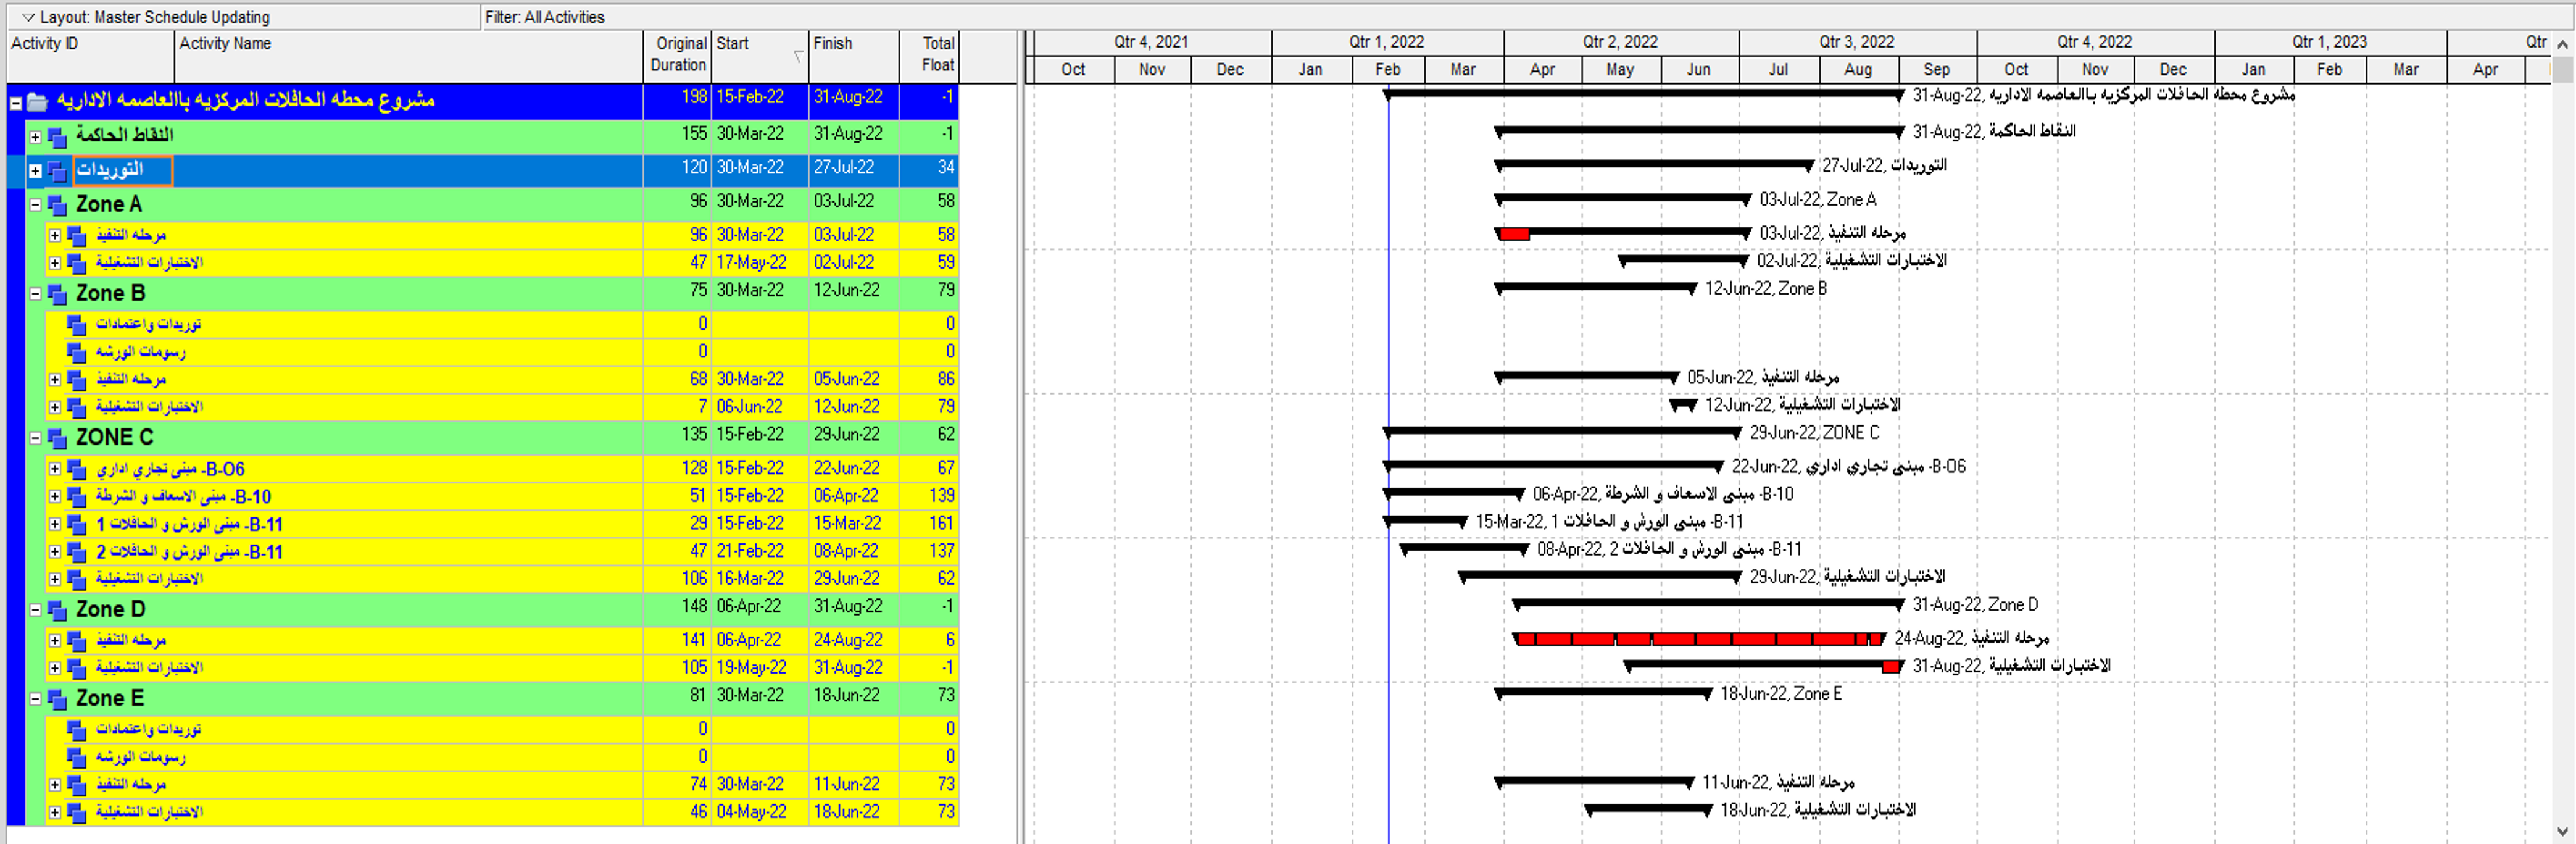 Layout: Master Schedule Updating
Filter: All Activities
Activity ID
Activity Name
Original Duration
Start
Finish
Total Float
Qtr 4, 2021
Qtr 1, 2022
Qtr 2, 2022
Qtr 3, 2022
Qtr 4, 2022
Qtr 1, 2023
Qtr
Oct Nov Dec Jan Feb Mar Apr May Jun Jul Aug Sep Oct Nov Dec Jan Feb Mar Apr
مشروع محطه الحافلات المركزيه باالعاصمه الاداريه 198 15-Feb-22 31-Aug-22 -1
31-Aug-22, مشروع محطه الحافلات المركزيه باالعاصمه الاداريه
النقاط الحاكمة 155 30-Mar-22 31-Aug-22 -1
31-Aug-22, النقاط الحاكمة
التوريدات 120 30-Mar-22 27-Jul-22 34
27-Jul-22, التوريدات
Zone A 96 30-Mar-22 03-Jul-22 58
03-Jul-22, Zone A
مرحله التنفيذ 96 30-Mar-22 03-Jul-22 58
03-Jul-22, مرحله التنفيذ
الاختبارات التشغيلية 47 17-May-22 02-Jul-22 59
02-Jul-22, الاختبارات التشغيلية
Zone B 75 30-Mar-22 12-Jun-22 79
12-Jun-22, Zone B
توريدات واعتمادات 0 0
رسومات الورشه 0 0
مرحله التنفيذ 68 30-Mar-22 05-Jun-22 86
05-Jun-22, مرحله التنفيذ
الاختبارات التشغيلية 7 06-Jun-22 12-Jun-22 79
12-Jun-22, الاختبارات التشغيلية
ZONE C 135 15-Feb-22 29-Jun-22 62
29-Jun-22, ZONE C
مبنى تجاري اداري -B-O6 128 15-Feb-22 22-Jun-22 67
22-Jun-22, مبنى تجاري اداري -B-O6
مبنى الاسعاف و الشرطة -B-10 51 15-Feb-22 06-Apr-22 139
06-Apr-22, مبنى الاسعاف و الشرطة -B-10
1 مبنى الورش و الحافلات -B-11 29 15-Feb-22 15-Mar-22 161
15-Mar-22, 1 مبنى الورش و الحافلات -B-11
2 مبنى الورش و الحافلات -B-11 47 21-Feb-22 08-Apr-22 137
08-Apr-22, 2 مبنى الورش و الحافلات -B-11
الاختبارات التشغيلية 106 16-Mar-22 29-Jun-22 62
29-Jun-22, الاختبارات التشغيلية
Zone D 148 06-Apr-22 31-Aug-22 -1
31-Aug-22, Zone D
مرحله التنفيذ 141 06-Apr-22 24-Aug-22 6
24-Aug-22, مرحله التنفيذ
الاختبارات التشغيلية 105 19-May-22 31-Aug-22 -1
31-Aug-22, الاختبارات التشغيلية
Zone E 81 30-Mar-22 18-Jun-22 73
18-Jun-22, Zone E
توريدات واعتمادات 0 0
رسومات الورشه 0 0
مرحله التنفيذ 74 30-Mar-22 11-Jun-22 73
11-Jun-22, مرحله التنفيذ
الاختبارات التشغيلية 46 04-May-22 18-Jun-22 73
18-Jun-22, الاختبارات التشغيلية